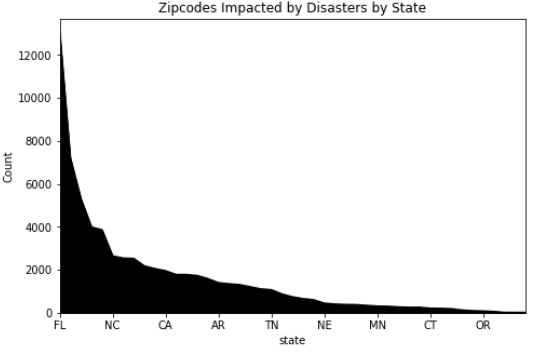 Zipcodes Impacted by Disasters by State
12000
10000
8000
6000
4000
2000
0
Count
FL NC CA AR TN NE MN CT OR
state